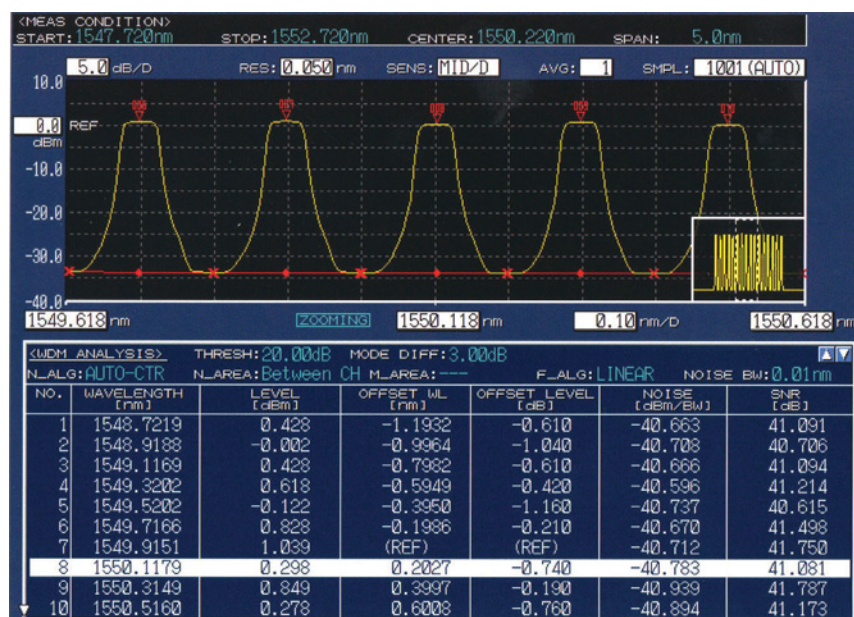 <MEAS CONDITION>
START:1547.720nm STOP:1552.720nm CENTER:1550.220nm SPAN: 5.0nm
5.0 dB/D RES:0.050 nm SENS:MID/D AVG: 1 SMPL: 1001(AUTO)
10.0
006 007 008 009 010
0.0 REF
dBm
-10.0
-20.0
-30.0
-40.0
1549.618 nm ZOOMING 1550.118 nm 0.10 nm/D 1550.618 nm
<WDM ANALYSIS> THRESH:20.00dB MODE DIFF:3.00dB
N_ALG:AUTO-CTR N_AREA:Between CH M_AREA:--- F_ALG:LINEAR NOISE BW:0.01nm
NO. WAVELENGTH LEVEL OFFSET WL OFFSET LEVEL NOISE SNR
[nm] [dBm] [nm] [dB] [dBm/BW] [dB]
1 1548.7219 0.428 -1.1932 -0.610 -40.663 41.091
2 1548.9188 -0.002 -0.9964 -1.040 -40.708 40.706
3 1549.1169 0.428 -0.7982 -0.610 -40.666 41.094
4 1549.3202 0.618 -0.5949 -0.420 -40.596 41.214
5 1549.5202 -0.122 -0.3950 -1.160 -40.737 40.615
6 1549.7166 0.828 -0.1986 -0.210 -40.670 41.498
7 1549.9151 1.039 (REF) (REF) -40.712 41.750
8 1550.1179 0.298 0.2027 -0.740 -40.783 41.081
9 1550.3149 0.849 0.3997 -0.190 -40.939 41.787
10 1550.5160 0.278 0.6008 -0.760 -40.894 41.173